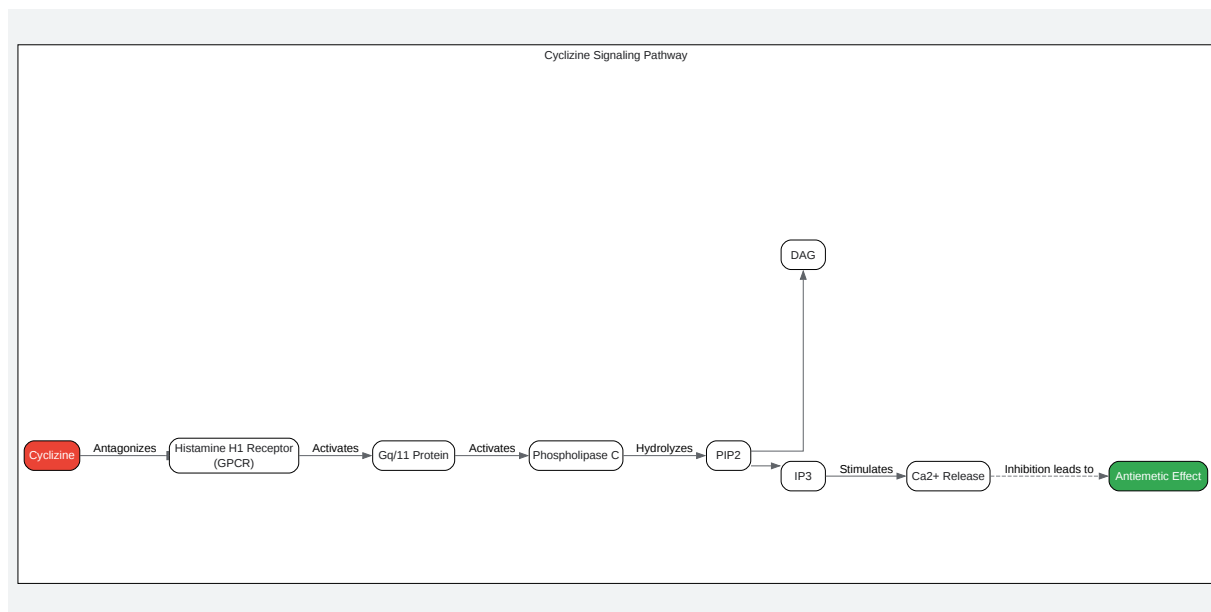 Cyclizine Signaling Pathway
DAG
Cyclizine
Antagonizes
Histamine H1 Receptor
(GPCR)
Activates
Gq/11 Protein
Activates
Phospholipase C
Hydrolyzes
PIP2
IP3
Stimulates
Ca2+ Release
Inhibition leads to
Antiemetic Effect